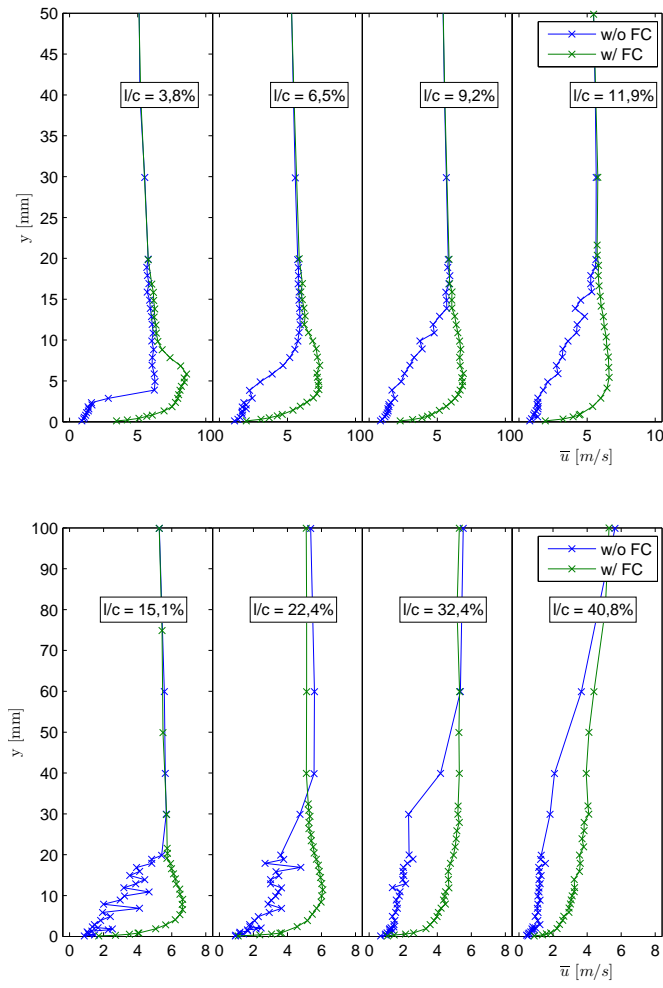 50
45
40
35
30
25
20
15
10
5
0
y [mm]
l/c = 3,8%
l/c = 6,5%
l/c = 9,2%
l/c = 11,9%
w/o FC
w/ FC
0 5 100 5 100 5 100 5 10
u [m/s]
100
90
80
70
60
50
40
30
20
10
0
y [mm]
l/c = 15,1%
l/c = 22,4%
l/c = 32,4%
l/c = 40,8%
w/o FC
w/ FC
0 2 4 6 8 0 2 4 6 8 0 2 4 6 8 0 2 4 6 8
u [m/s]